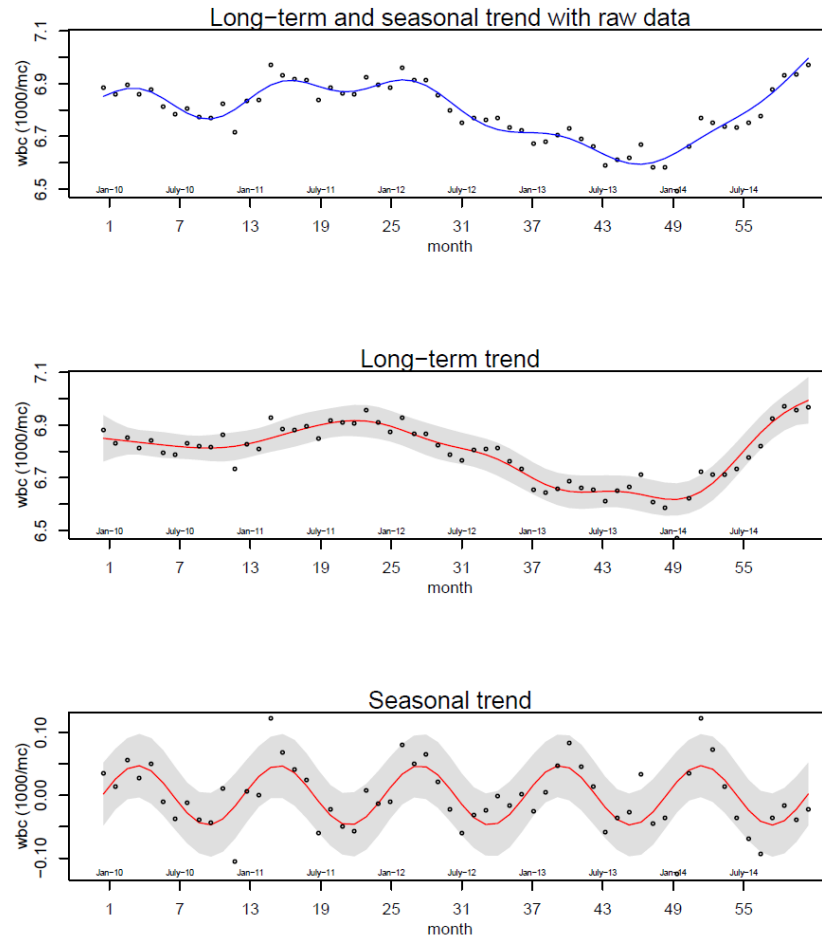 Long−term and seasonal trend with raw data
7.1
6.9
6.7
6.5
wbc (1000/mc)
Jan-10 July-10 Jan-11 July-11 Jan-12 July-12 Jan-13 July-13 Jan-14 July-14
1 7 13 19 25 31 37 43 49 55
month
Long−term trend
7.1
6.9
6.7
6.5
wbc (1000/mc)
Jan-10 July-10 Jan-11 July-11 Jan-12 July-12 Jan-13 July-13 Jan-14 July-14
1 7 13 19 25 31 37 43 49 55
month
Seasonal trend
0.10
0.00
−0.10
wbc (1000/mc)
Jan-10 July-10 Jan-11 July-11 Jan-12 July-12 Jan-13 July-13 Jan-14 July-14
1 7 13 19 25 31 37 43 49 55
month